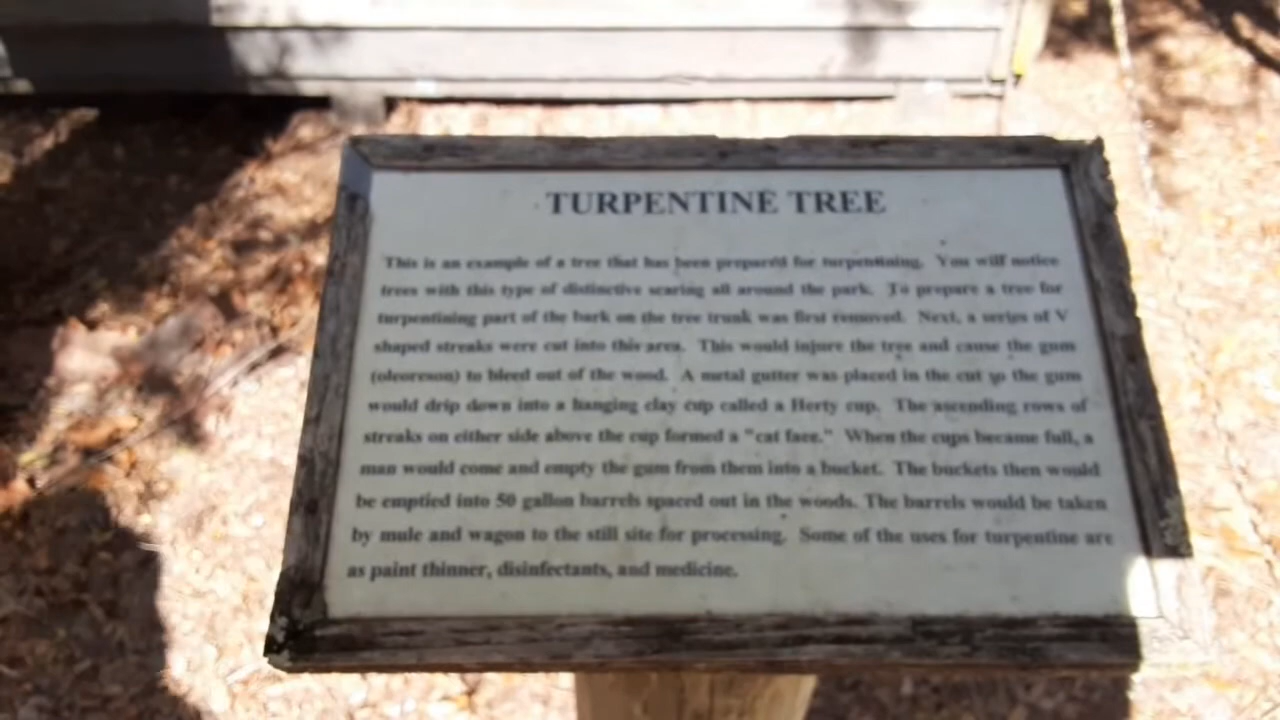 TURPENTINE TREE
This is an example of a tree that has been prepared for turpentining. You will notice
trees with this type of distinctive scaring all around the park. To prepare a tree for
turpentining part of the bark on the tree trunk was first removed. Next, a series of V
shaped streaks were cut into this area. This would injure the tree and cause the gum
(oleoreson) to bleed out of the wood. A metal gutter was placed in the cut so the gum
would drip down into a hanging clay cup called a Herty cup. The ascending rows of
streaks on either side above the cup formed a "cat face." When the cups became full, a
man would come and empty the gum from them into a bucket. The buckets then would
be emptied into 50 gallon barrels spaced out in the woods. The barrels would be taken
by mule and wagon to the still site for processing. Some of the uses for turpentine are
as paint thinner, disinfectants, and medicine.